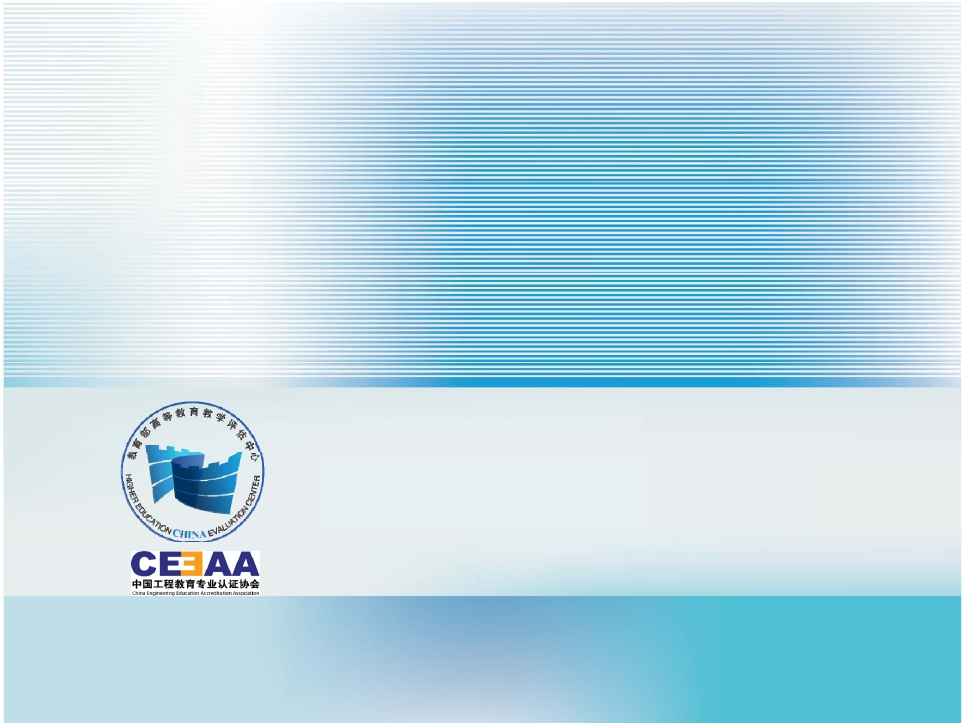 教育部高等教育教学评估中心
HIGHER EDUCATION CHINA EVALUATION CENTER
CEEAA
中国工程教育专业认证协会
China Engineering Education Accreditation Association